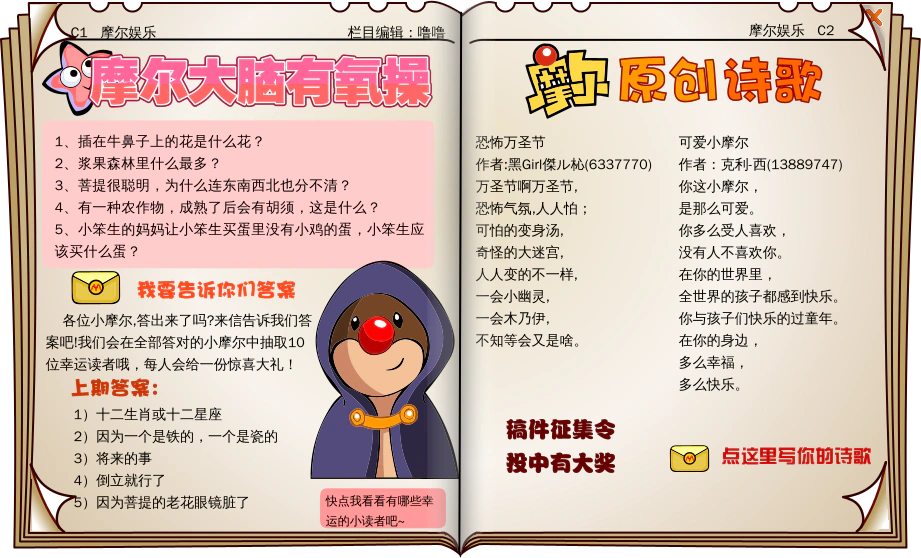 C1 摩尔娱乐 栏目编辑：噜噜
摩尔大脑有氧操
1、插在牛鼻子上的花是什么花？
2、浆果森林里什么最多？
3、菩提很聪明，为什么连东南西北也分不清？
4、有一种农作物，成熟了后会有胡须，这是什么？
5、小笨生的妈妈让小笨生买蛋里没有小鸡的蛋，小笨生应
该买什么蛋？
我要告诉你们答案
各位小摩尔,答出来了吗?来信告诉我们答
案吧!我们会在全部答对的小摩尔中抽取10
位幸运读者哦，每人会给一份惊喜大礼！
上期答案:
1）十二生肖或十二星座
2）因为一个是铁的，一个是瓷的
3）将来的事
4）倒立就行了
5）因为菩提的老花眼镜脏了
快点我看看有哪些幸
运的小读者吧~
摩尔娱乐 C2
摩尔原创诗歌
恐怖万圣节
作者:黑Girl傑ル杺(6337770)
万圣节啊万圣节,
恐怖气氛,人人怕；
可怕的变身汤,
奇怪的大迷宫,
人人变的不一样,
一会小幽灵,
一会木乃伊,
不知等会又是啥。
可爱小摩尔
作者：克利-西(13889747)
你这小摩尔，
是那么可爱。
你多么受人喜欢，
没有人不喜欢你。
在你的世界里，
全世界的孩子都感到快乐。
你与孩子们快乐的过童年。
在你的身边，
多么幸福，
多么快乐。
稿件征集令
投中有大奖
点这里写你的诗歌